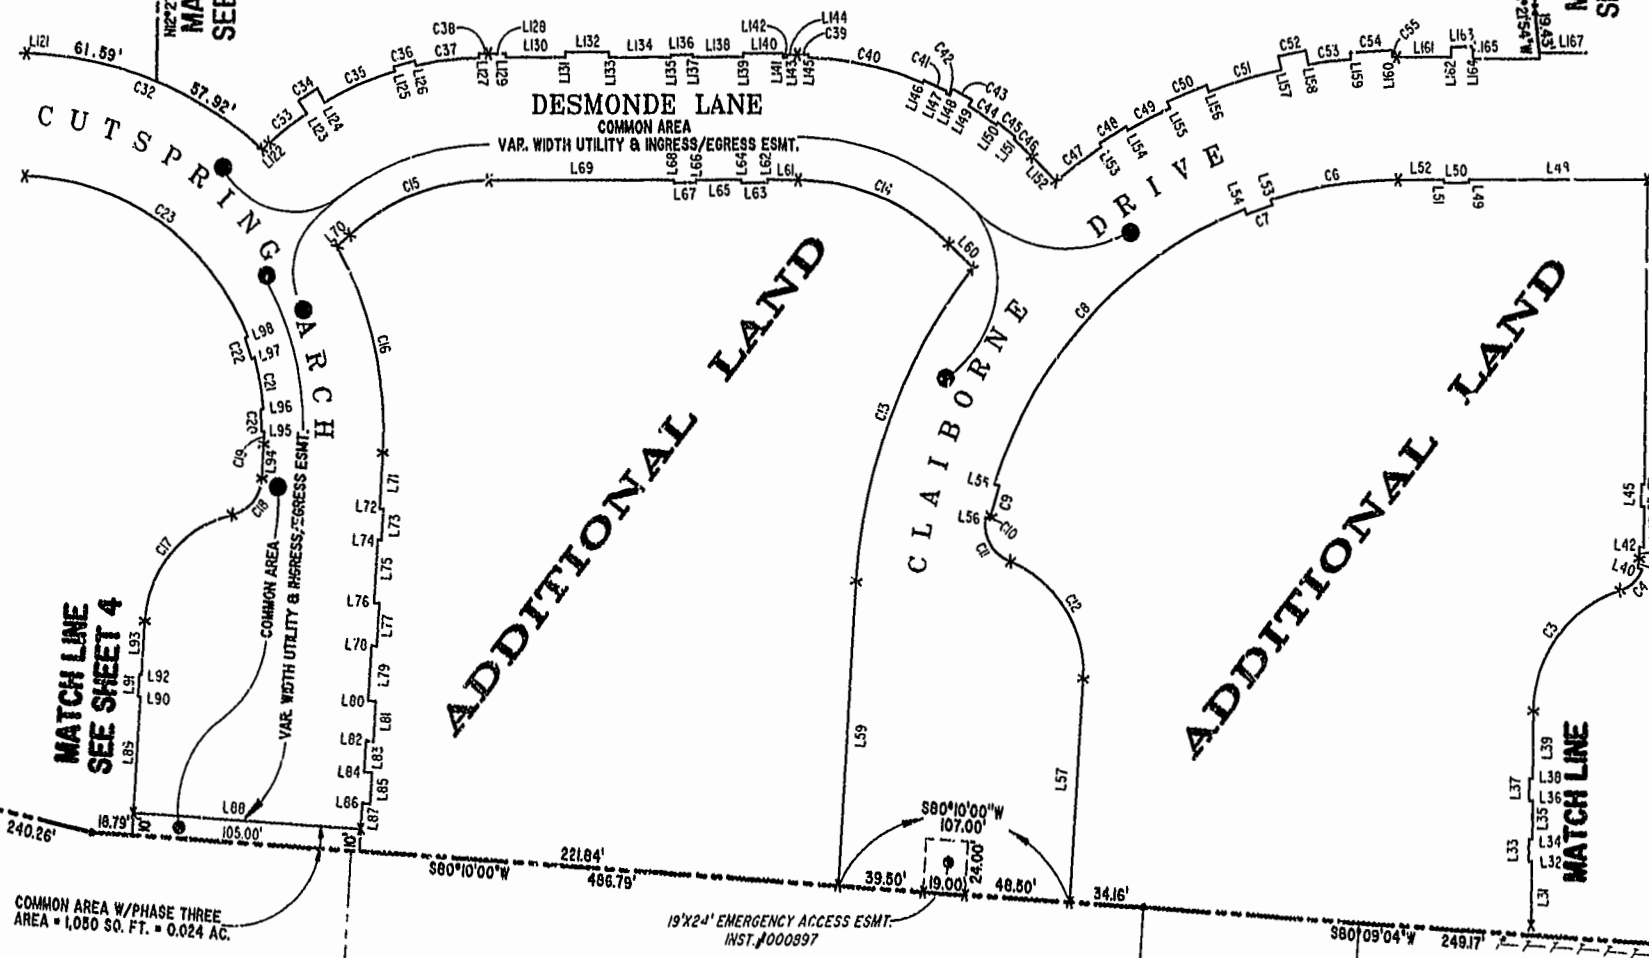 L121
61.59'
C32
57.92'
MA
SEE
C33
C34
L122
L123
L124
C35
C36
L125
L126
C37
C38
L127
L128
L129
L130
L131
L132
L133
L134
L135
L136
L137
L138
L139
L140
L141
L142
L143
L144
C39
L145
C40
C41
C42
L146
L147
L148
L149
C43
C44
L150
C45
L151
C46
L152
C47
C48
L153
L154
C49
L155
C50
L156
C51
L157
C52
L158
C53
L159
C54
L160
C55
L161
L162
L163
L164
L165
19.43'
L167
DESMONDE LANE
COMMON AREA
VAR. WIDTH UTILITY & INGRESS/EGRESS ESMT.
CUTSPRING ARCH
CLAIBORNE DRIVE
C23
C15
L69
L68
L67
L66
L65
L64
L63
L62
L61
C14
L60
L70
C16
C13
C8
C7
L54
L53
C6
L52
L51
L50
L49
L49
L98
C22
L97
C21
L96
C20
L95
C19
L94
C18
C17
L93
L92
L91
L90
L89
L88
L71
L72
L73
L74
L75
L76
L77
L78
L79
L80
L81
L82
L83
L84
L85
L86
L87
ADDITIONAL LAND
ADDITIONAL LAND
L55
C9
L56
C10
C11
C12
L59
L57
L45
L42
L40
C4
C3
L39
L38
L37
L36
L35
L34
L33
L32
L31
MATCH LINE
SEE SHEET 4
MATCH LINE
COMMON AREA
VAR. WIDTH UTILITY & INGRESS/EGRESS ESMT.
240.26'
18.79'
10'
105.00'
10'
221.84'
S80°10'00"W
486.79'
S80°10'00"W
107.00'
24.00'
39.50'
19.00'
48.50'
34.16'
S80°09'04"W
249.17'
COMMON AREA W/PHASE THREE
AREA = 1,050 SQ. FT. = 0.024 AC.
19'X24' EMERGENCY ACCESS ESMT.
INST.#000897